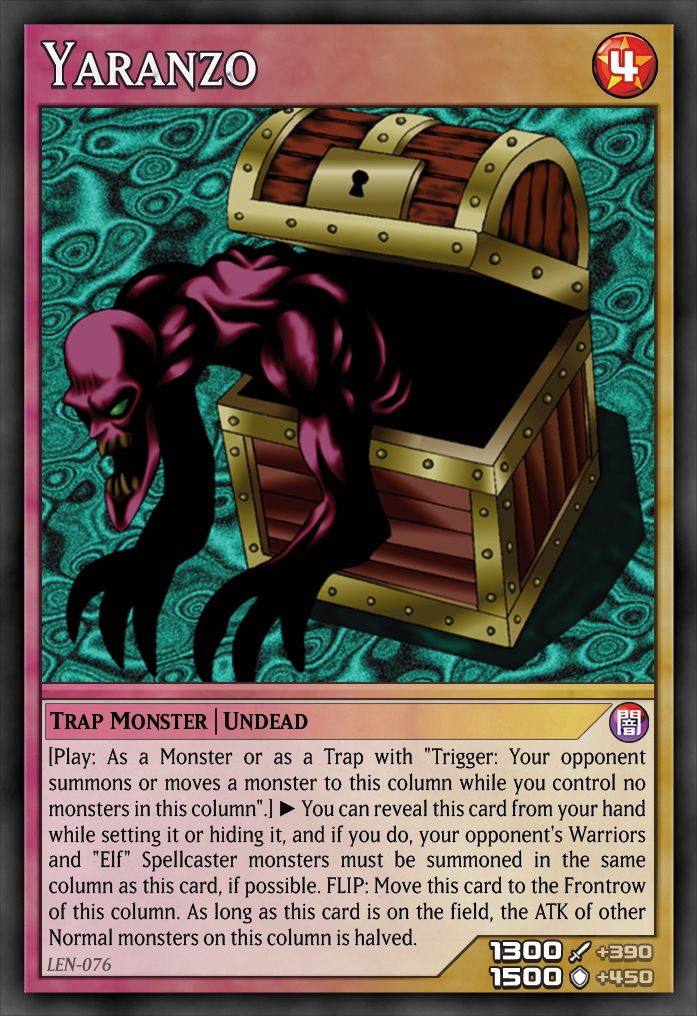 YARANZO
4
TRAP MONSTER | UNDEAD
闇
[Play: As a Monster or as a Trap with "Trigger: Your opponent
summons or moves a monster to this column while you control no
monsters in this column".] ► You can reveal this card from your hand
while setting it or hiding it, and if you do, your opponent's Warriors
and "Elf" Spellcaster monsters must be summoned in the same
column as this card, if possible. FLIP: Move this card to the Frontrow
of this column. As long as this card is on the field, the ATK of other
Normal monsters on this column is halved.
1300 +390
LEN-076
1500 +450